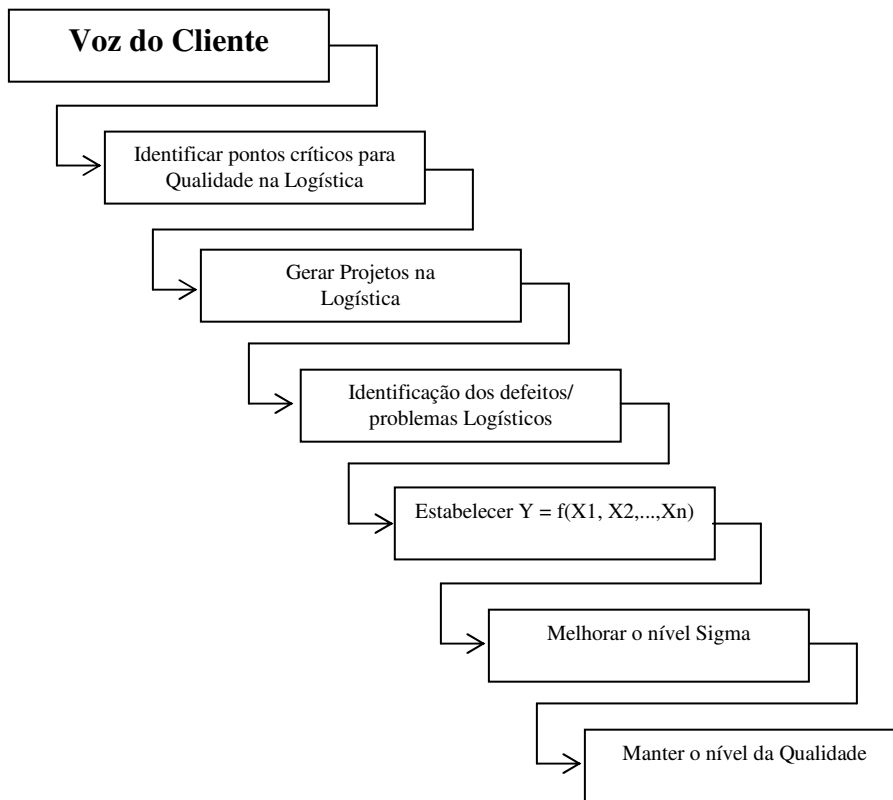 Voz do Cliente
Identificar pontos críticos para
Qualidade na Logística
Gerar Projetos na
Logística
Identificação dos defeitos/
problemas Logísticos
Estabelecer Y = f(X1, X2,...,Xn)
Melhorar o nível Sigma
Manter o nível da Qualidade